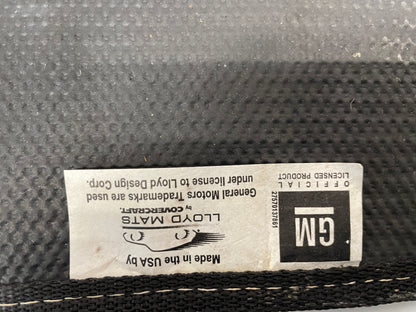 Made in the USA by
LLOYD MATS
by COVERCRAFT.
General Motors Trademarks are used
under license to Lloyd Design Corp.
GM
27570137861
OFFICIAL
LICENSED PRODUCT